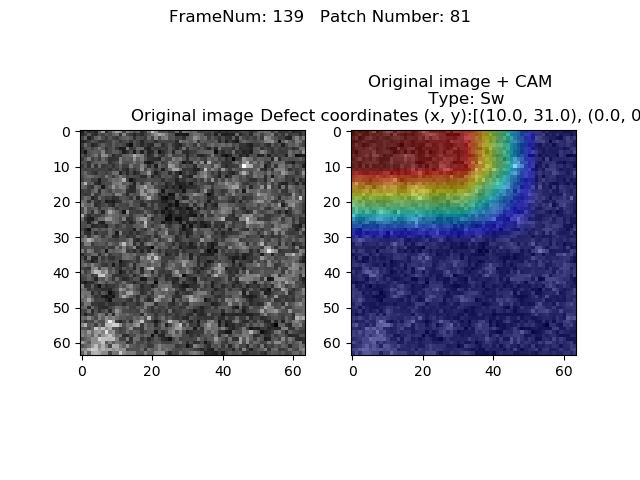 FrameNum: 139   Patch Number: 81
Original image + CAM
Type: Sw
Original image
Defect coordinates (x, y):[(10.0, 31.0), (0.0, 0
0
10
20
30
40
50
60
0 20 40 60
0
10
20
30
40
50
60
0 20 40 60